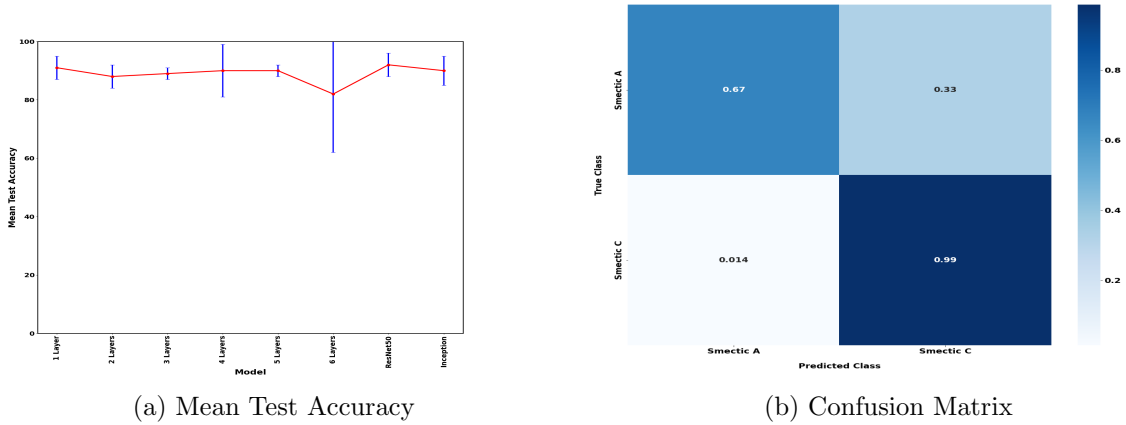 100
80
60
40
20
0
Mean Test Accuracy
1 Layer
2 Layers
3 Layers
4 Layers
5 Layers
6 Layers
ResNet50
Inception
Model
(a) Mean Test Accuracy
True Class
Smectic A
Smectic C
0.67
0.33
0.014
0.99
Smectic A
Smectic C
Predicted Class
0.8
0.6
0.4
0.2
(b) Confusion Matrix